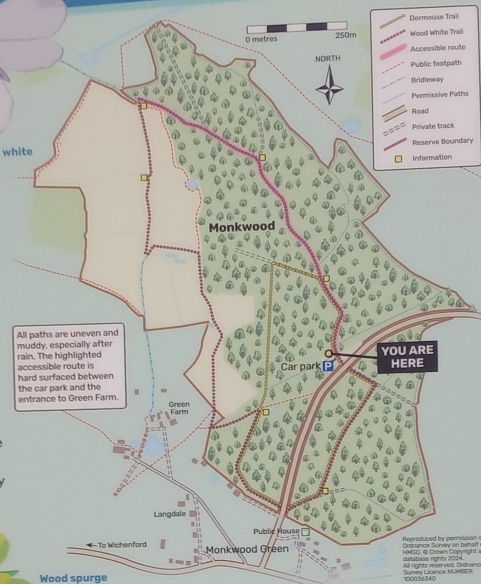 0 metres
250m
NORTH
Dormouse Trail
Wood White Trail
Accessible route
Public footpath
Bridleway
Permissive Paths
Road
Private track
Reserve Boundary
Information
white
Monkwood
All paths are uneven and
muddy, especially after
rain. The highlighted
accessible route is
hard surfaced between
the car park and the
entrance to Green Farm.
Car park P
YOU ARE
HERE
Green
Farm
Langdale
Public House
To Wichenford
Monkwood Green
Wood spurge
Reproduced by permission
Ordnance Survey on behalf
HMSO, © Crown Copyright
database rights 2024
All rights reserved. Ordnan
Survey Licence NUMBER
100036340